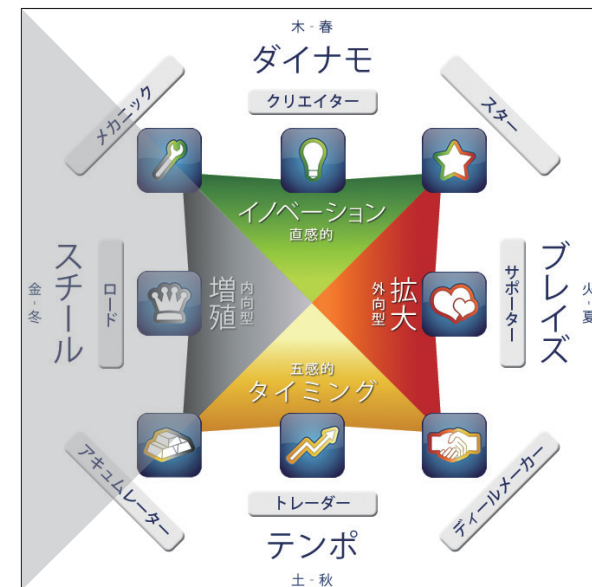 木 - 春
ダイナモ
クリエイター
メカニック
スター
イノベーション
直感的
スチール
金 - 冬
ロード
増殖
内向型
外向型
拡大
サポーター
ブレイズ
火 - 夏
五感的
タイミング
アキュムレーター
トレーダー
ディールメーカー
テンポ
土 - 秋